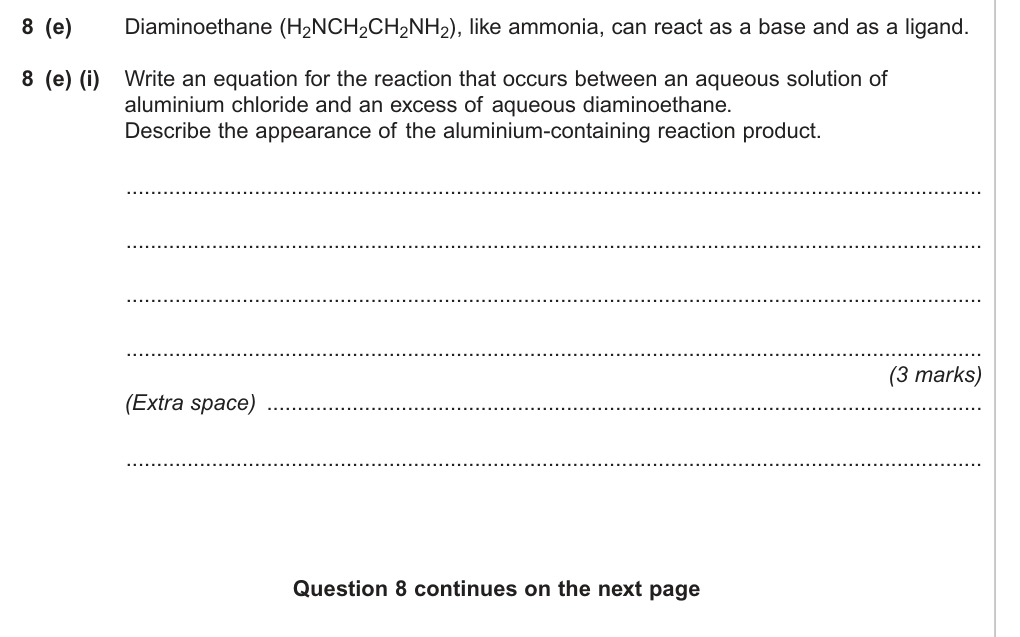 8 (e) Diaminoethane (H₂NCH₂CH₂NH₂), like ammonia, can react as a base and as a ligand.
8 (e) (i) Write an equation for the reaction that occurs between an aqueous solution of
aluminium chloride and an excess of aqueous diaminoethane.
Describe the appearance of the aluminium-containing reaction product.
(3 marks)
(Extra space)
Question 8 continues on the next page